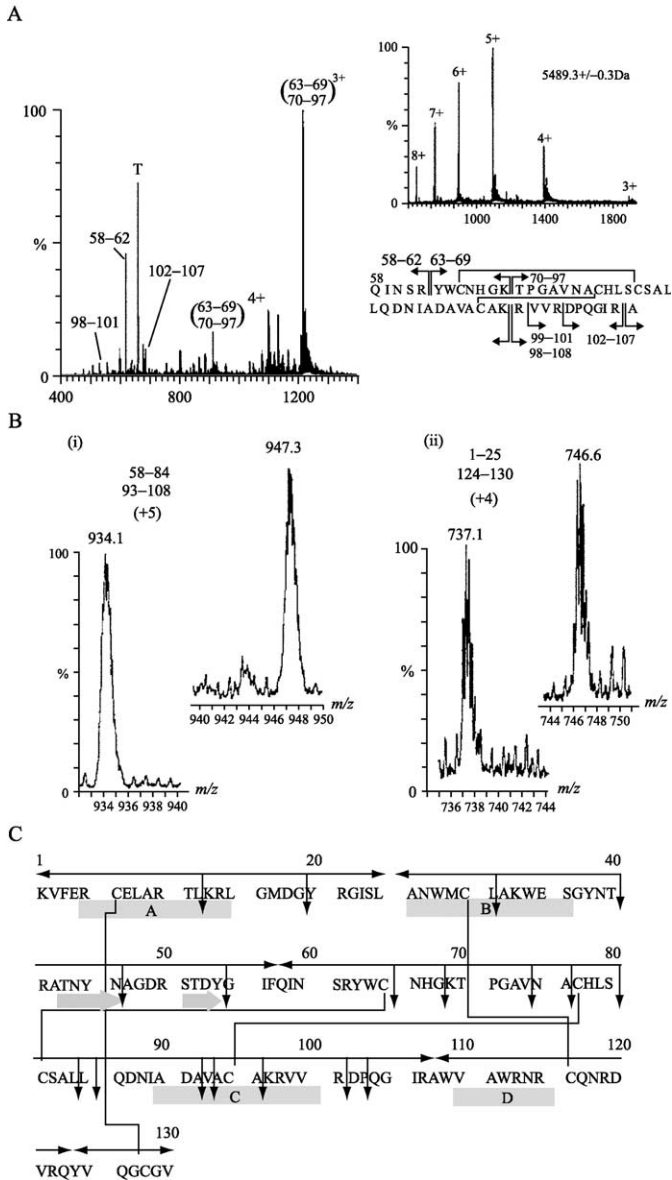 A
100
%
T
58–62
98–101
102–107
(63–69
70–97)
4+
(63–69
70–97)3+
400 800 1200
100
%
8+
7+
6+
5+
4+
3+
5489.3+/−0.3Da
1000 1400 1800
58–62 63–69
58
70–97
QINSRYWCNHGKTPGAVNACHLSCSAL
LQDNIADAVACAKRVVRDPQGIRA
99–101
98–108
102–107
B
(i)
58–84
93–108
(+5)
934.1
947.3
100
%
0
934 936 938 940
m/z
940 942 944 946 948 950
m/z
(ii)
1–25
124–130
(+4)
737.1
746.6
100
%
0
736 738 740 742 744
m/z
744 746 748 750
m/z
C
1 20 40
KVFER CELAR TLKRL GMDGY RGISL ANWMC LAKWE SGYNT
A B
50 60 70 80
RATNY NAGDR STDYG IFQIN SRYWC NHGKT PGAVN ACHLS
90 100 110 120
CSALL QDNIA DAVAC AKRVV RDPQG IRAWV AWRNR CQNRD
C D
130
VRQYV QGCGV